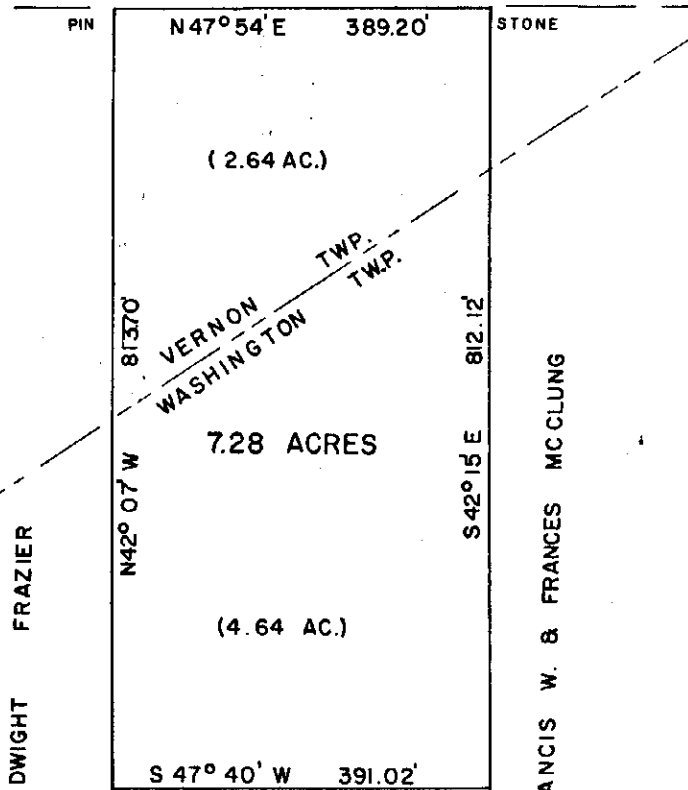 PIN
N47° 54' E 389.20'
STONE
(2.64 AC.)
VERNON TWP.
WASHINGTON TWP.
N42° 07' W 813.70'
S42° 15' E 812.12'
7.28 ACRES
(4.64 AC.)
S 47° 40' W 391.02'
DWIGHT FRAZIER
ANCIS W. & FRANCES MC CLUNG